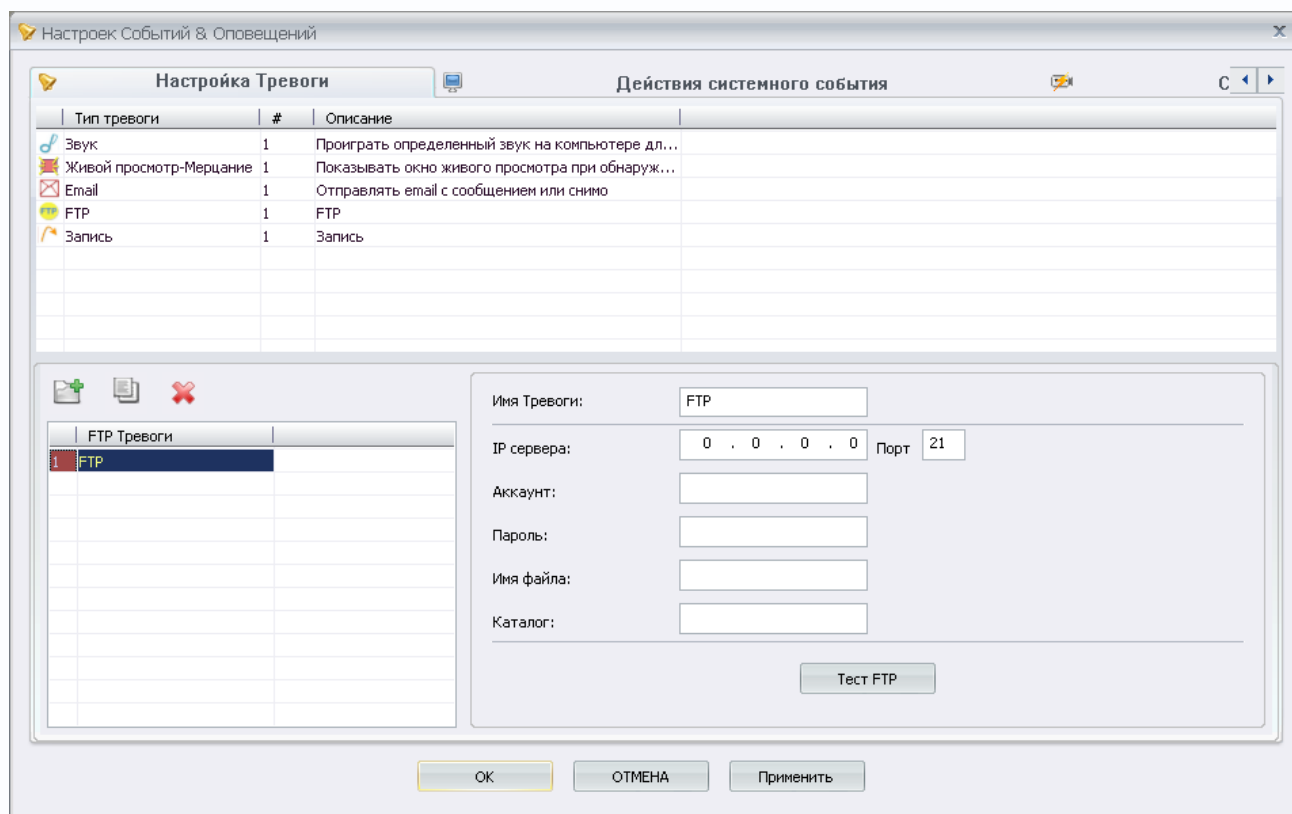 Настроек Событий & Оповещений
Настройка Тревоги Действия системного события С
Тип тревоги # Описание
Звук 1 Проиграть определенный звук на компьютере дл...
Живой просмотр-Мерцание 1 Показывать окно живого просмотра при обнаруж...
Email 1 Отправлять email с сообщением или снимо
FTP FTP 1 FTP
Запись 1 Запись
FTP Тревоги
1 FTP
Имя Тревоги: FTP
IP сервера: 0 . 0 . 0 . 0 Порт 21
Аккаунт:
Пароль:
Имя файла:
Каталог:
Тест FTP
OK ОТМЕНА Применить